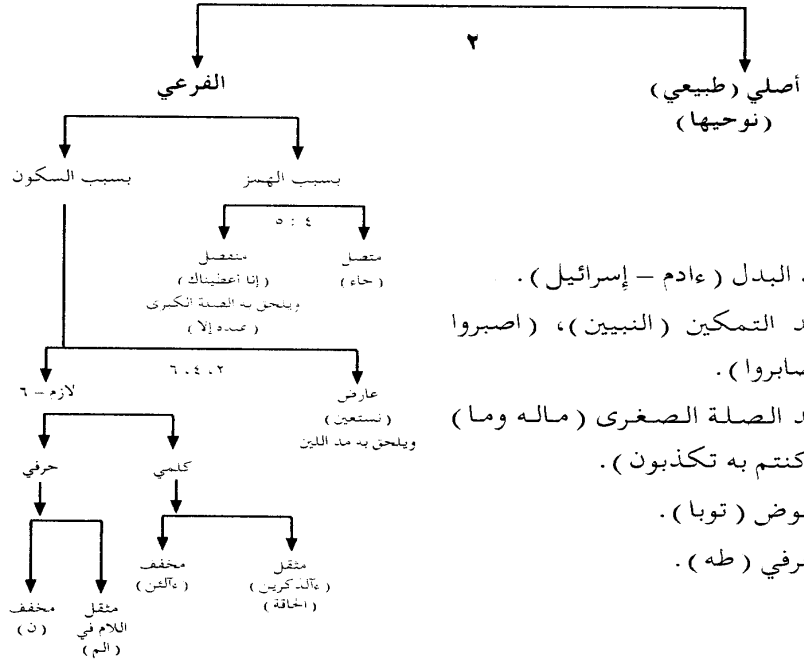 ٢
أصلي (طبيعي)
(نوحيها)
الفرعي
بسبب الهمز
بسبب السكون
٤ : ٥
متصل
(جاء)
منفصل
(إنا أعطيناك)
ويلحق به الصلة الكبرى
(عنده إلا)
البدل (ءادم – إسرائيل).
التمكين (النبيين)، (اصبروا
صابروا).
الصلة الصغرى (ماله وما)
كنتم به تكذبون).
(توبا).
(طه).
٢، ٤، ٦
عارض
(نستعين)
ويلحق به مد اللين
لازم – ٦
كلمي
حرفي
مثقل
(ءآلذكرين)
(الحاقة)
مخفف
(ءآلئن)
مثقل
اللام في
(الم)
مخفف
(ن)